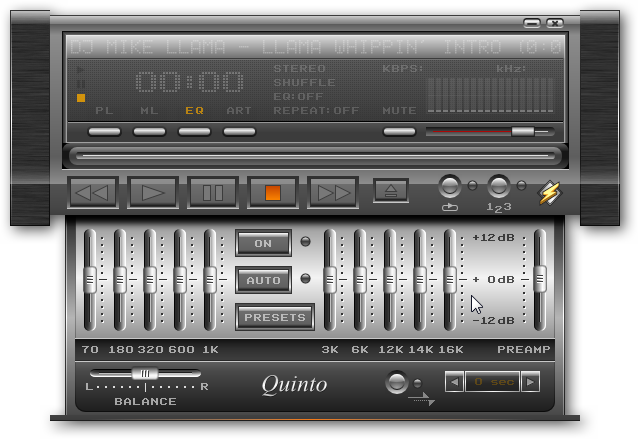 DJ MIKE LLAMA - LLAMA WHIPPIN' INTRO (0:0
00:00
STEREO
KBPS: kHz:
SHUFFLE
EQ:OFF
REPEAT:OFF
PL ML EQ ART
MUTE
123
ON
AUTO
PRESETS
+12dB
+ 0dB
-12dB
70 180 320 600 1K 3K 6K 12K 14K 16K PREAMP
L R
BALANCE
Quinto
0 sec